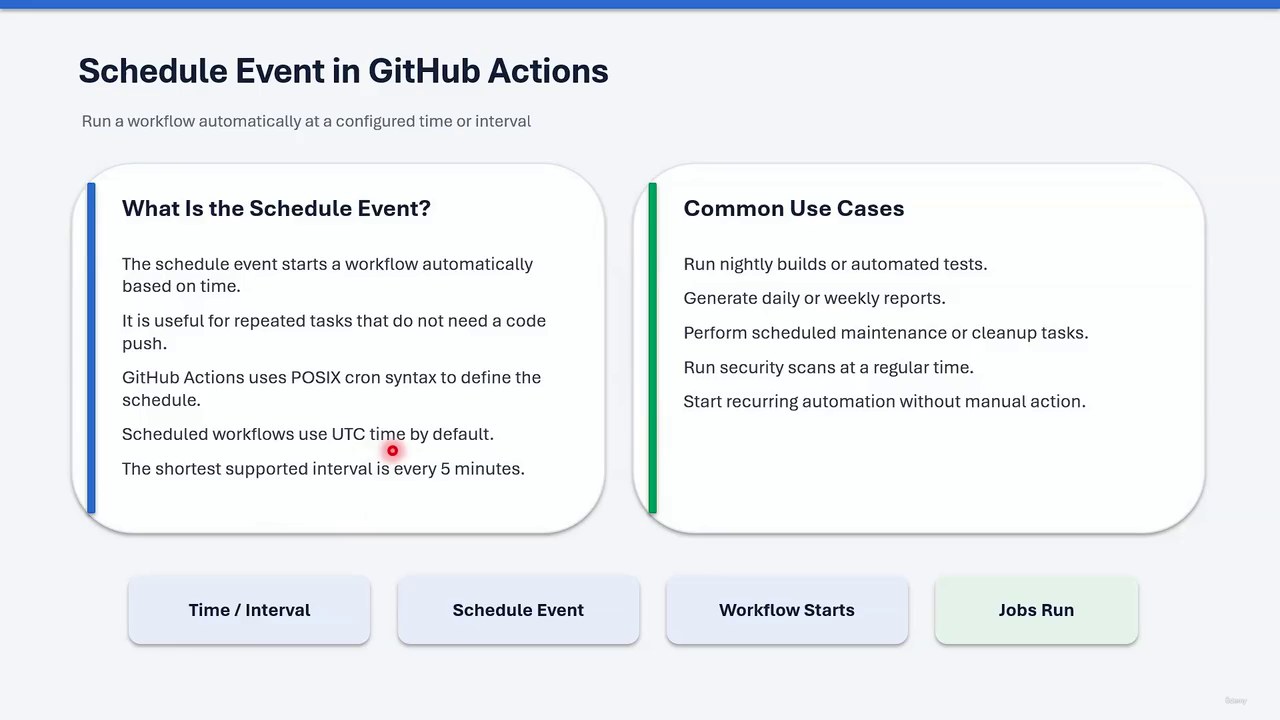 Schedule Event in GitHub Actions
Run a workflow automatically at a configured time or interval
What Is the Schedule Event?
The schedule event starts a workflow automatically
based on time.
It is useful for repeated tasks that do not need a code
push.
GitHub Actions uses POSIX cron syntax to define the
schedule.
Scheduled workflows use UTC time by default.
The shortest supported interval is every 5 minutes.
Common Use Cases
Run nightly builds or automated tests.
Generate daily or weekly reports.
Perform scheduled maintenance or cleanup tasks.
Run security scans at a regular time.
Start recurring automation without manual action.
Time / Interval
Schedule Event
Workflow Starts
Jobs Run
Udemy